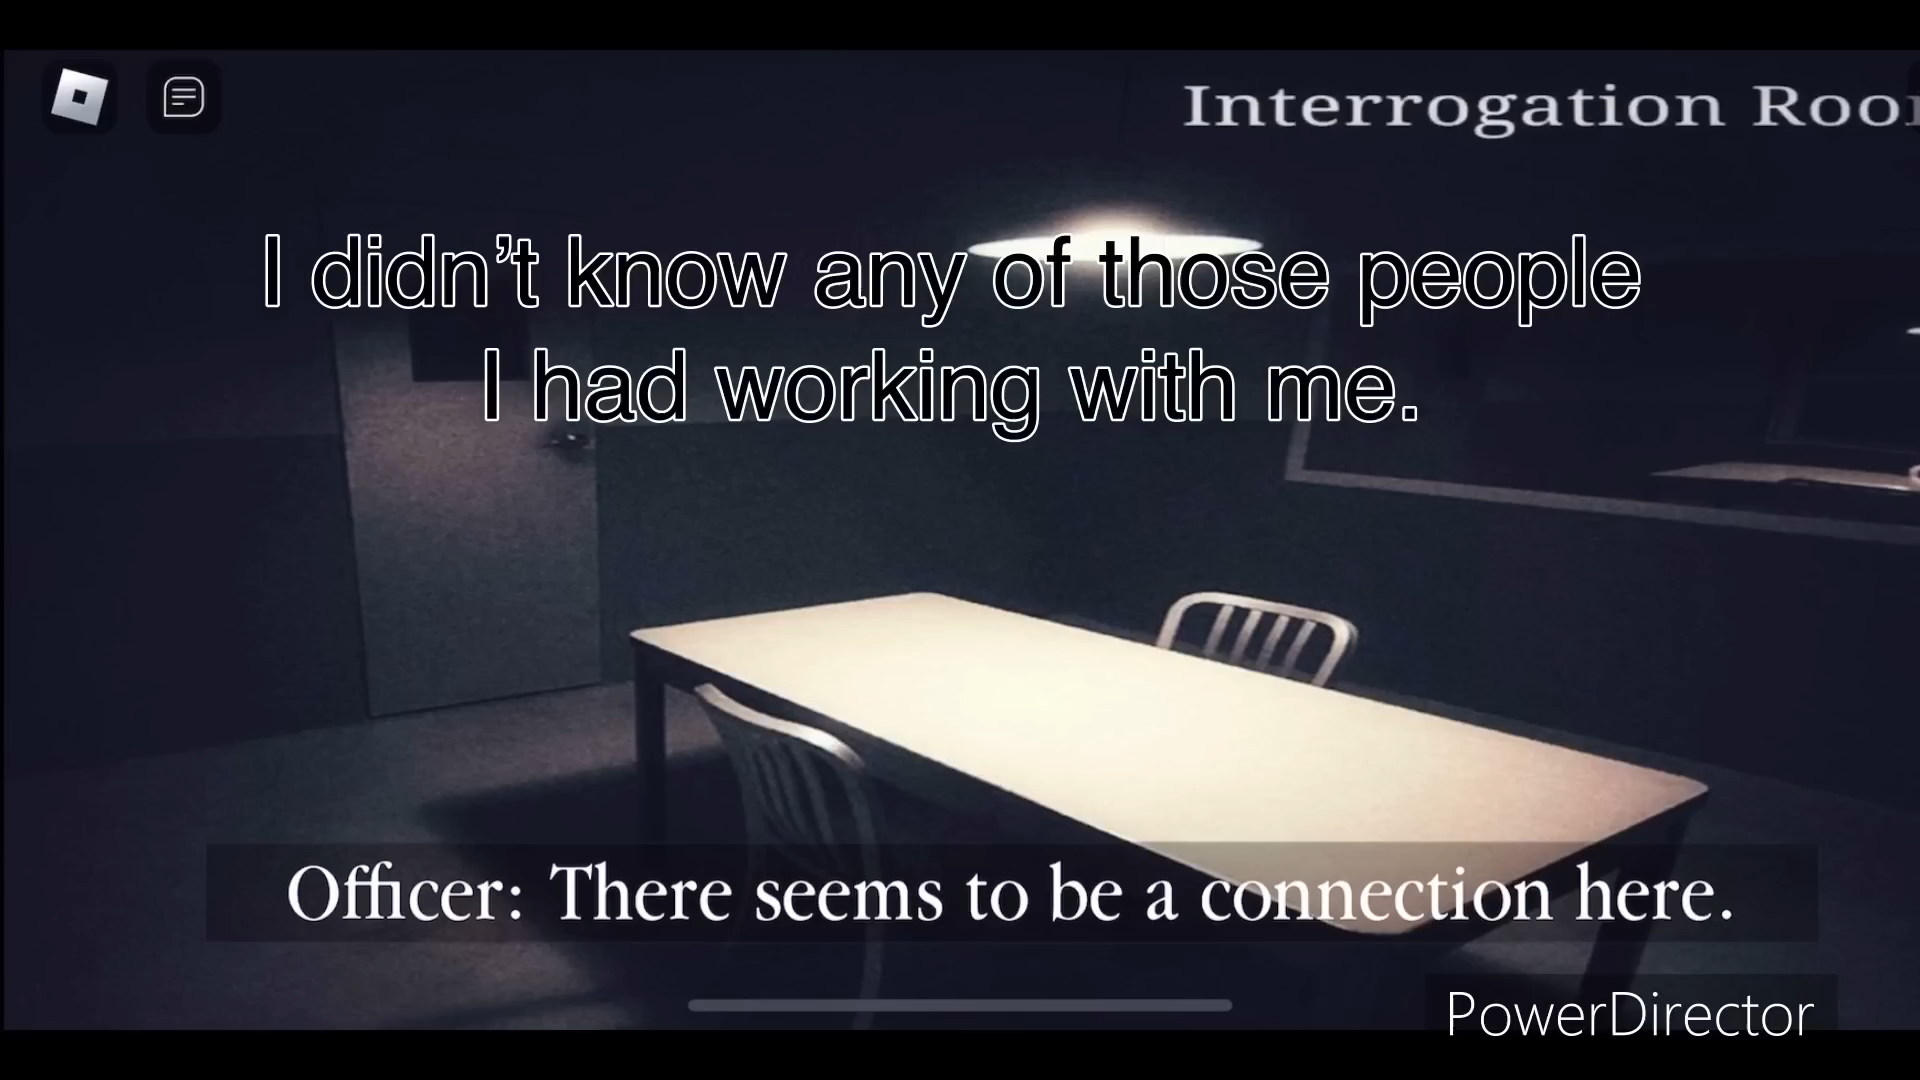 Interrogation Roo
I didn’t know any of those people
I had working with me.
Officer: There seems to be a connection here.
PowerDirector